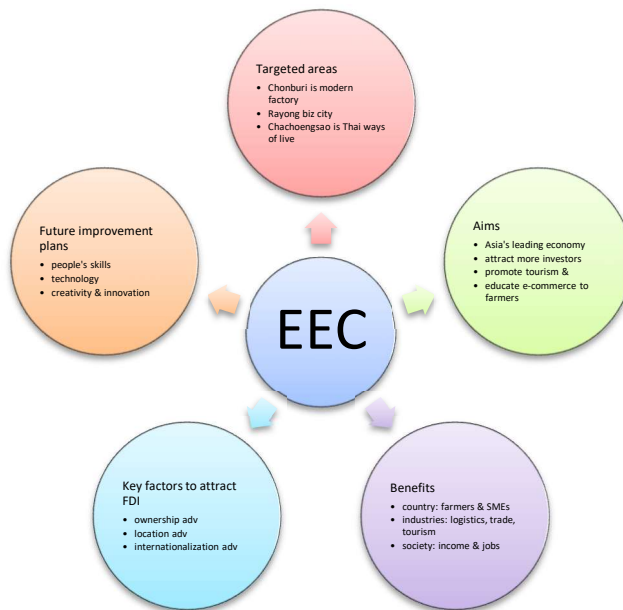 Targeted areas
• Chonburi is modern
factory
• Rayong biz city
• Chachoengsao is Thai ways
of live
Future improvement
plans
• people's skills
• technology
• creativity & innovation
Aims
• Asia's leading economy
• attract more investors
• promote tourism &
• educate e-commerce to
farmers
EEC
Key factors to attract
FDI
• ownership adv
• location adv
• internationalization adv
Benefits
• country: farmers & SMEs
• industries: logistics, trade,
tourism
• society: income & jobs